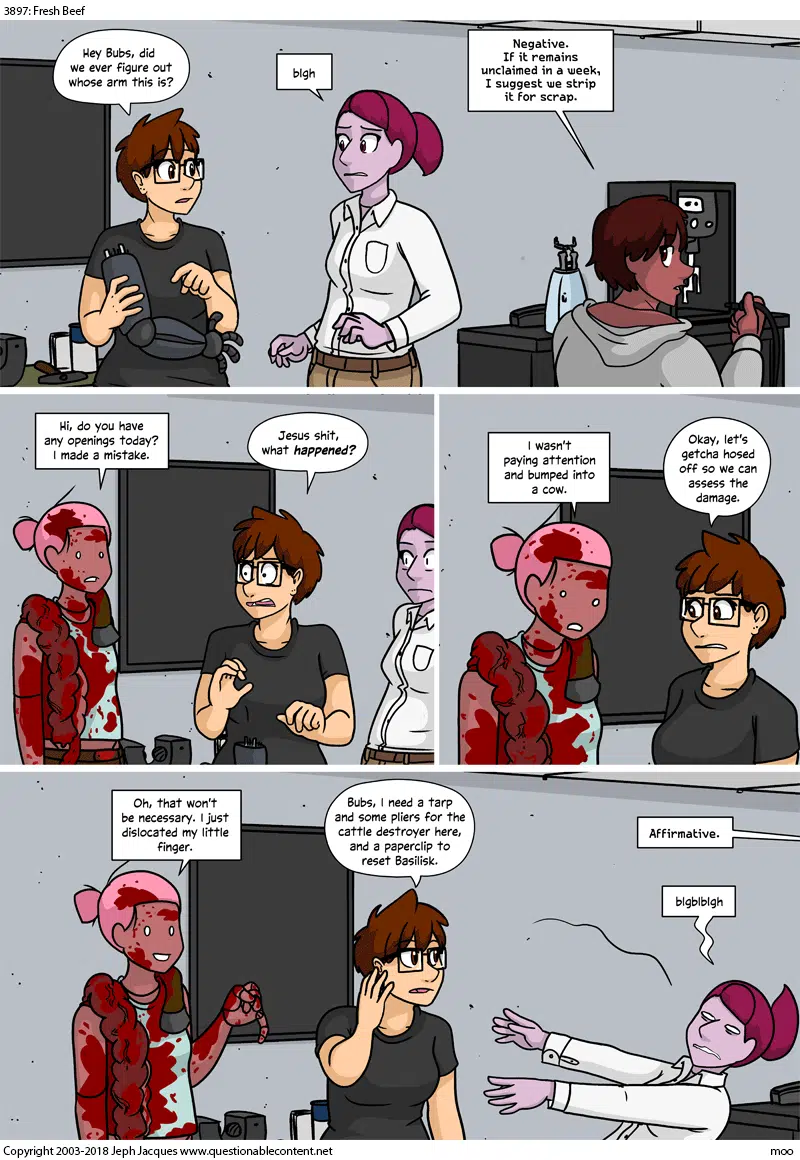 3897: Fresh Beef
Hey Bubs, did
we ever figure out
whose arm this is?
blgh
Negative.
If it remains
unclaimed in a week,
I suggest we strip
it for scrap.
Hi, do you have
any openings today?
I made a mistake.
Jesus shit,
what happened?
I wasn't
paying attention
and bumped into
a cow.
Okay, let's
getcha hosed
off so we can
assess the
damage.
Oh, that won't
be necessary. I just
dislocated my little
finger.
Bubs, I need a tarp
and some pliers for the
cattle destroyer here,
and a paperclip to
reset Basilisk.
Affirmative.
blgblblgh
Copyright 2003-2018 Jeph Jacques www.questionablecontent.net
moo